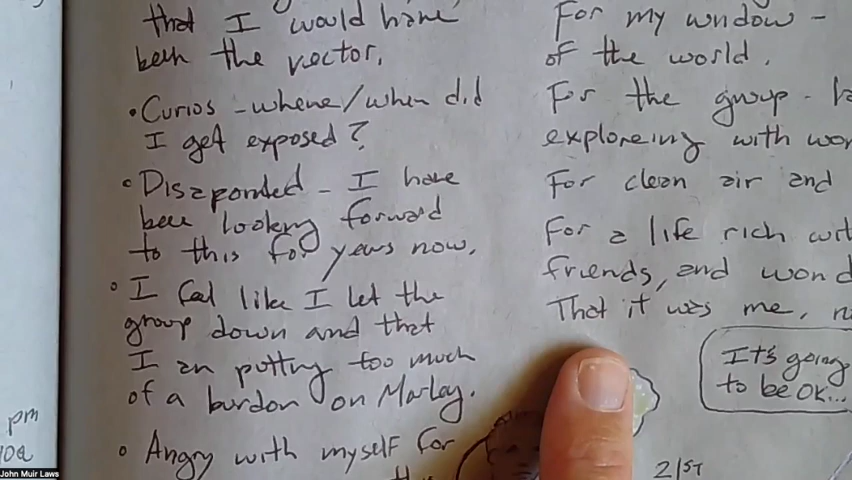 that I would have
been the vector.
• Curios - where/when did
I get exposed?
• Disapointed - I have
been looking forward
to this for years now.
• I feel like I let the
group down and that
I am putting too much
of a burdon on Marley.
• Angry with myself for
For my window -
of the world.
For the group -
exploreing with
For clean air and
For a life rich
friends, and
That it was me,
It's going
to be OK...
21ST
pm
John Muir Laws